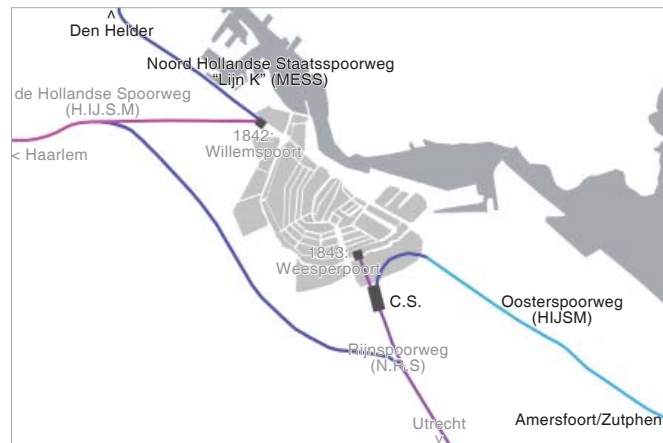 ^
Den Helder
Noord Hollandse Staatsspoorweg
“Lijn K” (MESS)
de Hollandse Spoorweg
(H.IJ.S.M)
1842:
Willemspoort
< Haarlem
1843:
Weesperpoort
C.S.
Oosterspoorweg
(HIJSM)
Rijnspoorweg
(N.R.S)
Utrecht
v
Amersfoort/Zutphen